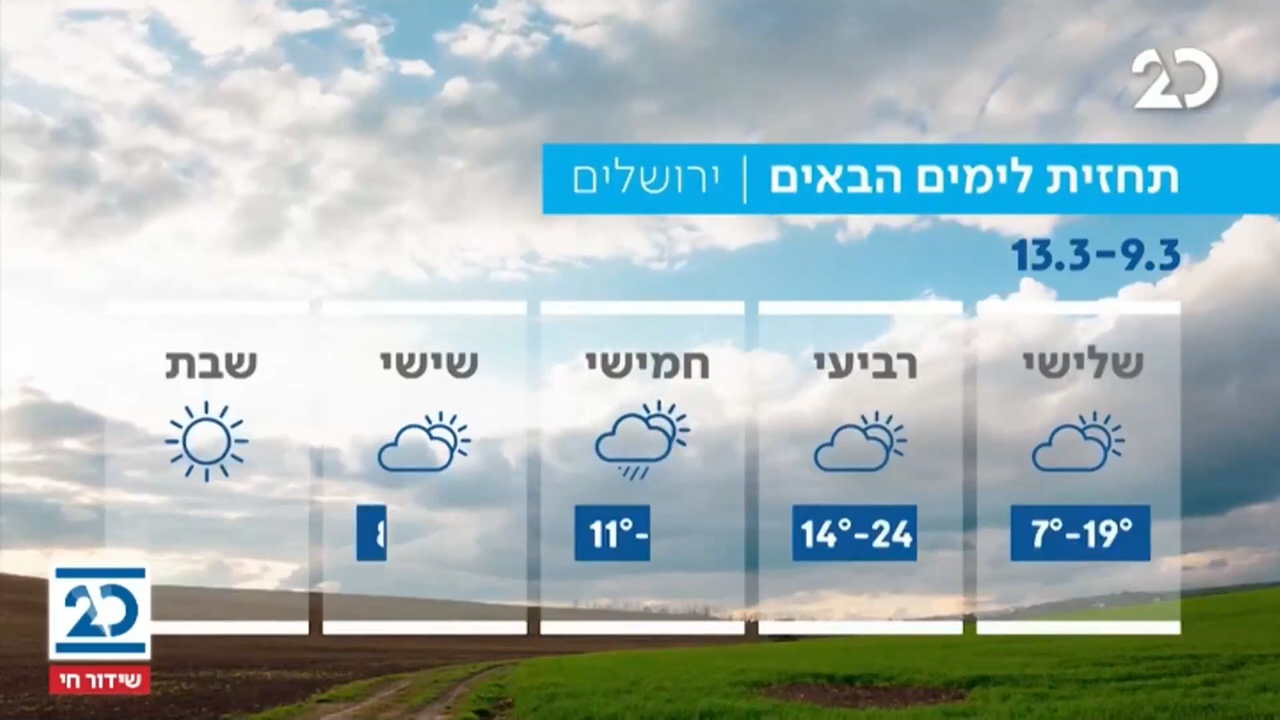 20
תחזית לימים הבאים | ירושלים
13.3-9.3
שלישי
רביעי
חמישי
שישי
שבת
7°-19°
14°-24
11°-
20
שידור חי